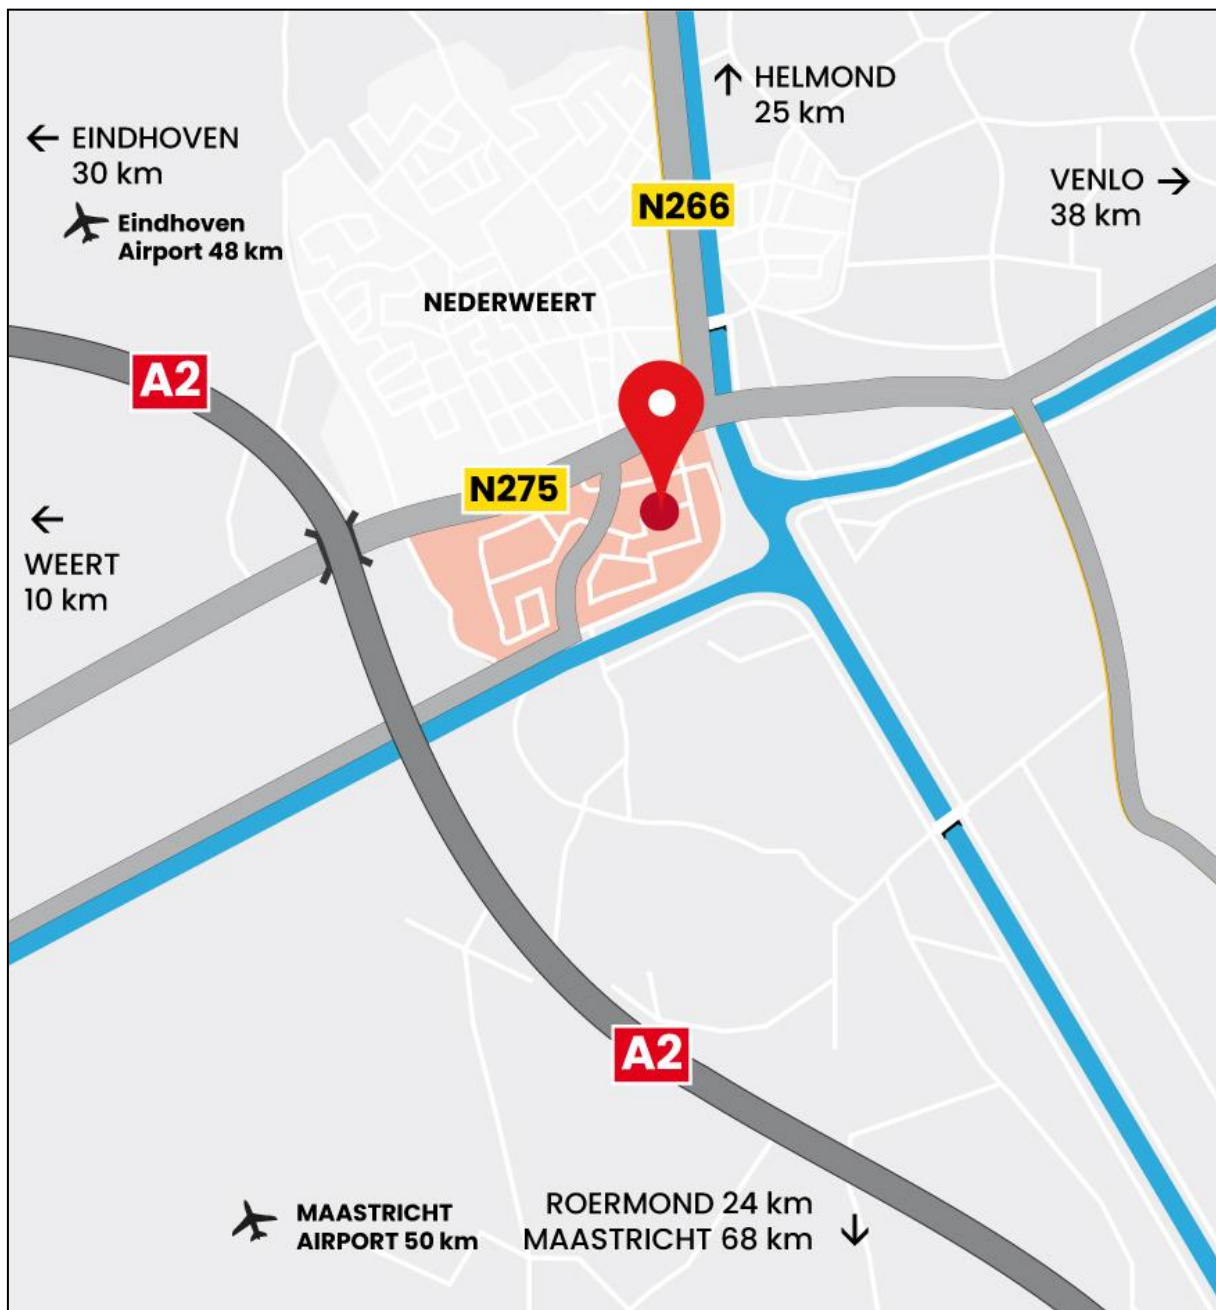 HELMOND
25 km
EINDHOVEN
30 km
Eindhoven
Airport 48 km
VENLO
38 km
N266
NEDERWEERT
A2
N275
WEERT
10 km
A2
MAASTRICHT
AIRPORT 50 km
ROERMOND 24 km
MAASTRICHT 68 km